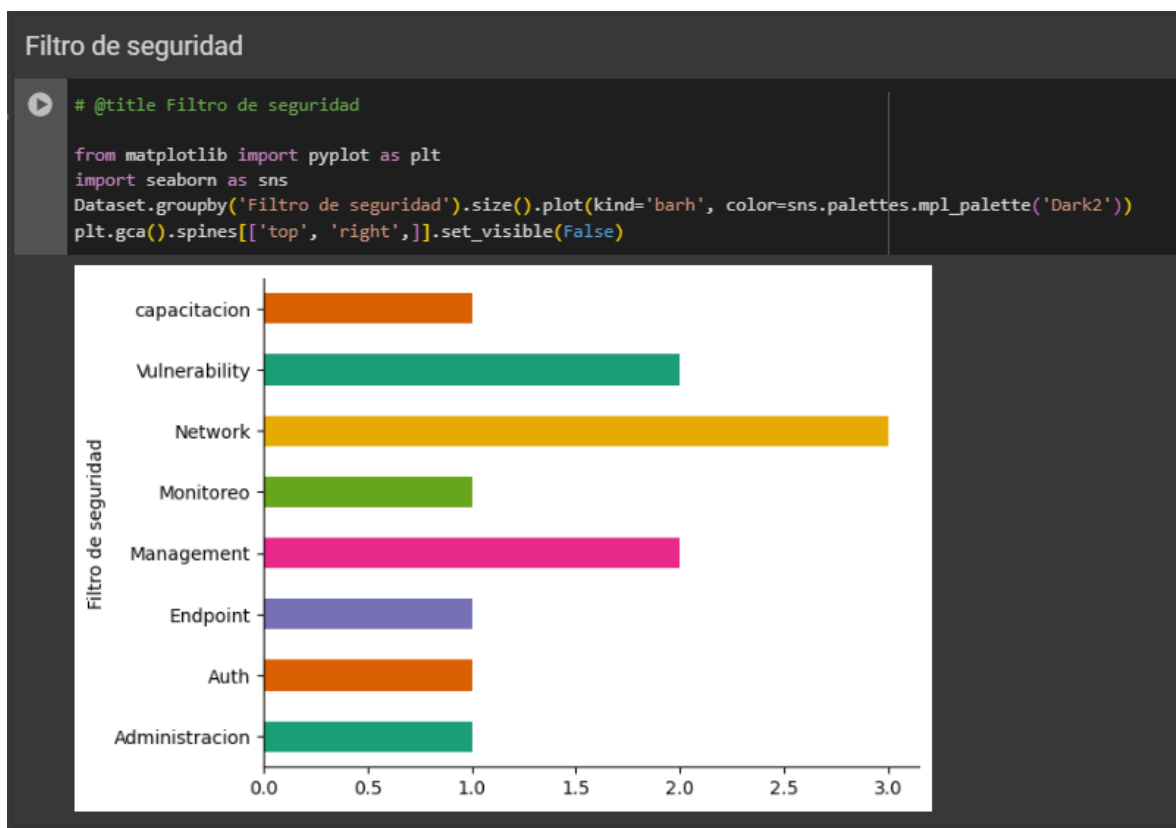 Filtro de seguridad
# @title Filtro de seguridad
from matplotlib import pyplot as plt
import seaborn as sns
Dataset.groupby('Filtro de seguridad').size().plot(kind='barh', color=sns.palettes.mpl_palette('Dark2'))
plt.gca().spines[['top', 'right',]].set_visible(False)
Filtro de seguridad
capacitacion
Vulnerability
Network
Monitoreo
Management
Endpoint
Auth
Administracion
0.0 0.5 1.0 1.5 2.0 2.5 3.0